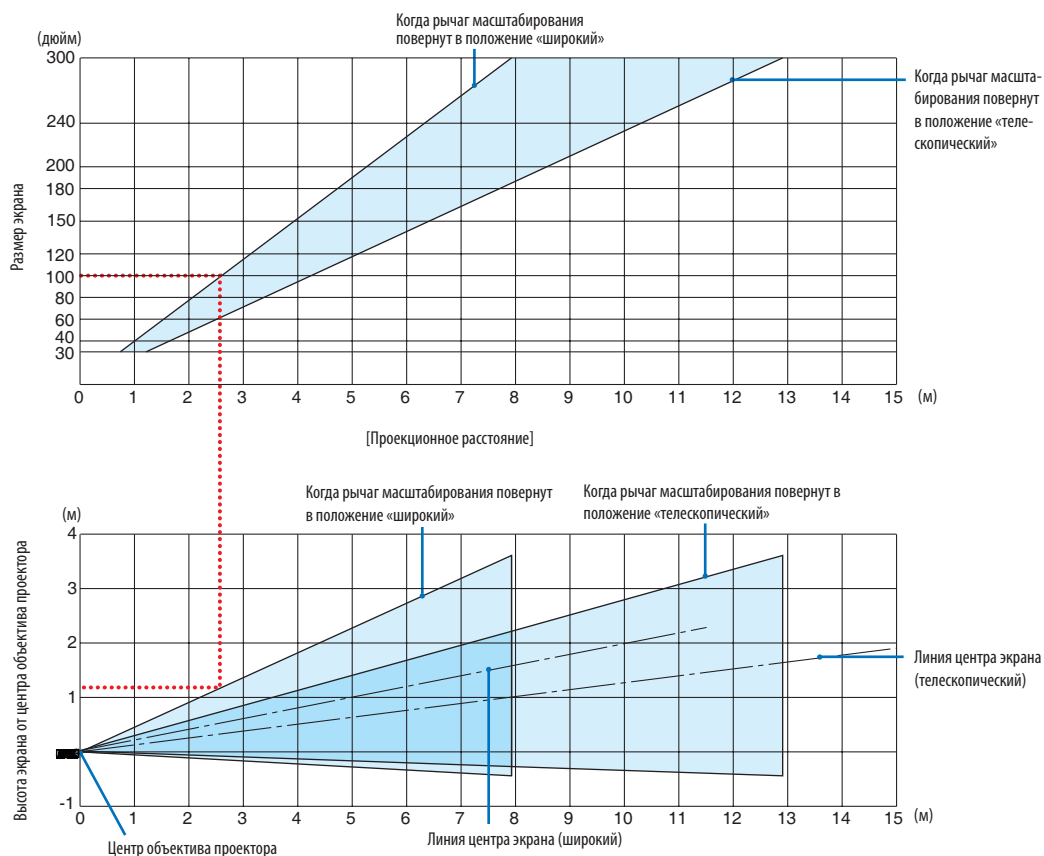 Когда рычаг масштабирования
повернут в положение «широкий»
(дюйм)
300
240
200
180
150
120
100
80
60
40
30
Размер экрана
Когда рычаг масшта-
бирования повернут
в положение «теле-
скопический»
0 1 2 3 4 5 6 7 8 9 10 11 12 13 14 15 (м)
[Проекционное расстояние]
Когда рычаг масштабирования повернут
в положение «широкий»
Когда рычаг масштабирования повернут в
положение «телескопический»
(м)
4
3
2
1
-1
Высота экрана от центра объектива проектора
Линия центра экрана
(телескопический)
0 1 2 3 4 5 6 7 8 9 10 11 12 13 14 15 (м)
Линия центра экрана (широкий)
Центр объектива проектора